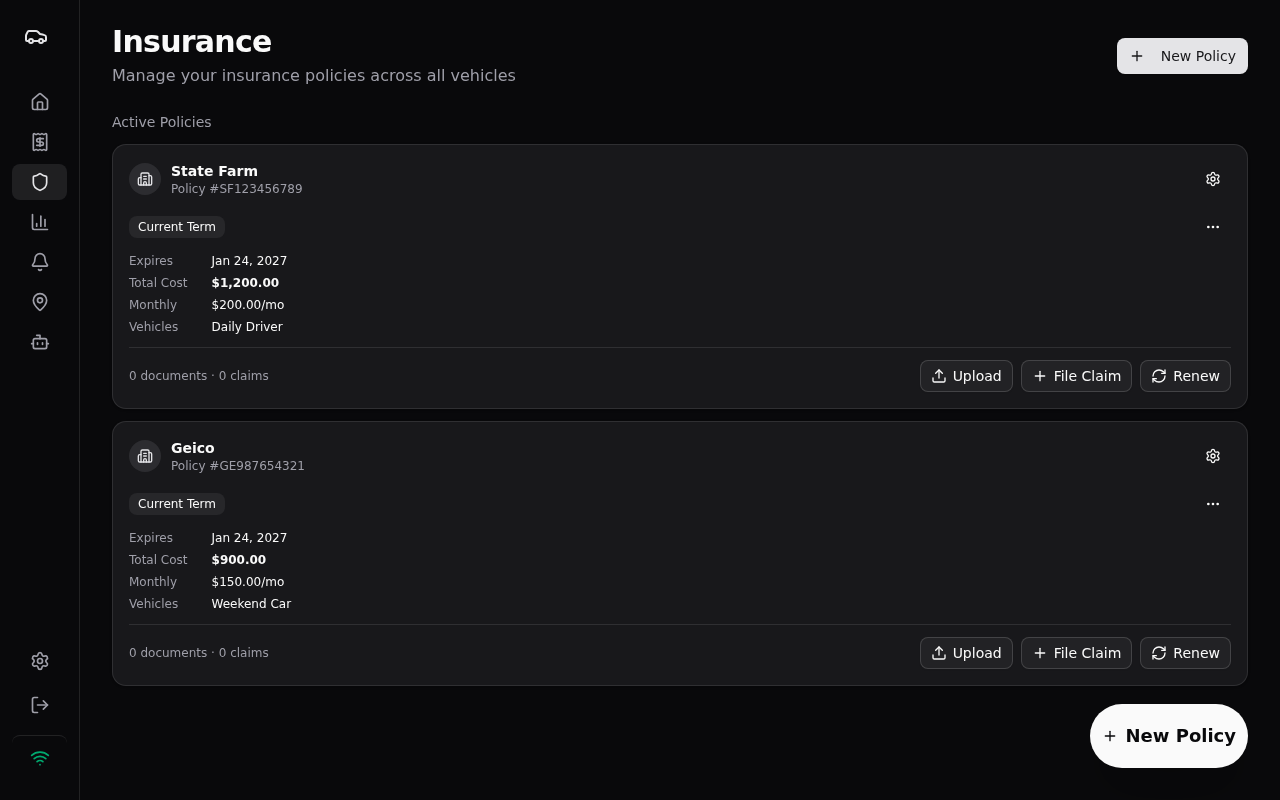 Insurance
Manage your insurance policies across all vehicles
New Policy
Active Policies
State Farm
Policy #SF123456789
Current Term
Expires Jan 24, 2027
Total Cost $1,200.00
Monthly $200.00/mo
Vehicles Daily Driver
0 documents · 0 claims
Upload
File Claim
Renew
Geico
Policy #GE987654321
Current Term
Expires Jan 24, 2027
Total Cost $900.00
Monthly $150.00/mo
Vehicles Weekend Car
0 documents · 0 claims
Upload
File Claim
Renew
New Policy